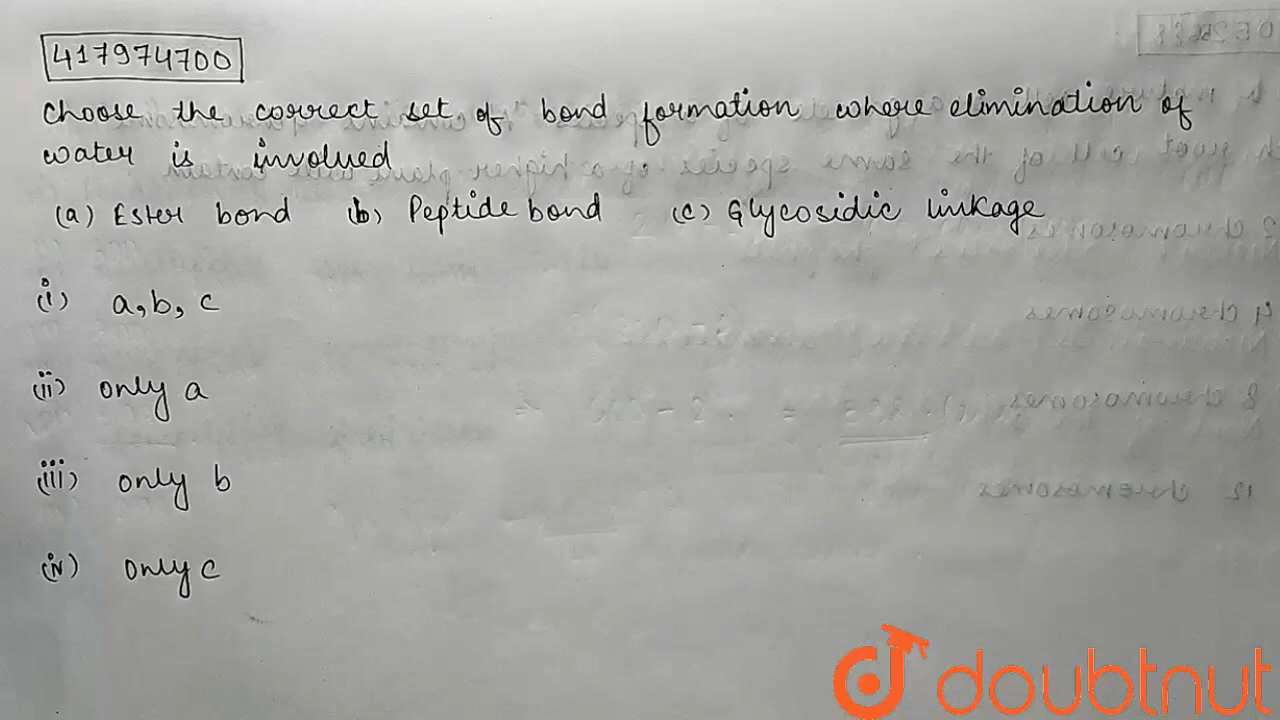 417974700
Choose the correct set of bond formation where elimination of
water is involved
(a) Ester bond (b) Peptide bond (c) Glycosidic linkage
(i) a, b, c
(ii) only a
(iii) only b
(iv) only c
doubtnut